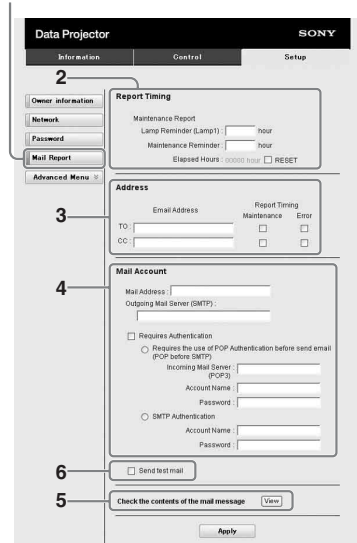 Data Projector
SONY
Information Control Setup
2
Owner information
Network
Password
Mail Report
Advanced Menu
Report Timing
Maintenance Report
Lamp Reminder (Lamp1) : hour
Maintenance Reminder : hour
Elapsed Hours : 00000 hour RESET
Address
3
Email Address
Report Timing
Maintenance Error
TO :
CC :
Mail Account
4
Mail Address :
Outgoing Mail Server (SMTP) :
Requires Authentication
Requires the use of POP Authentication before send email
(POP before SMTP)
Incoming Mail Server :
(POP3)
Account Name :
Password :
SMTP Authentication
Account Name :
Password :
6
Send test mail
5
Check the contents of the mail message View
Apply